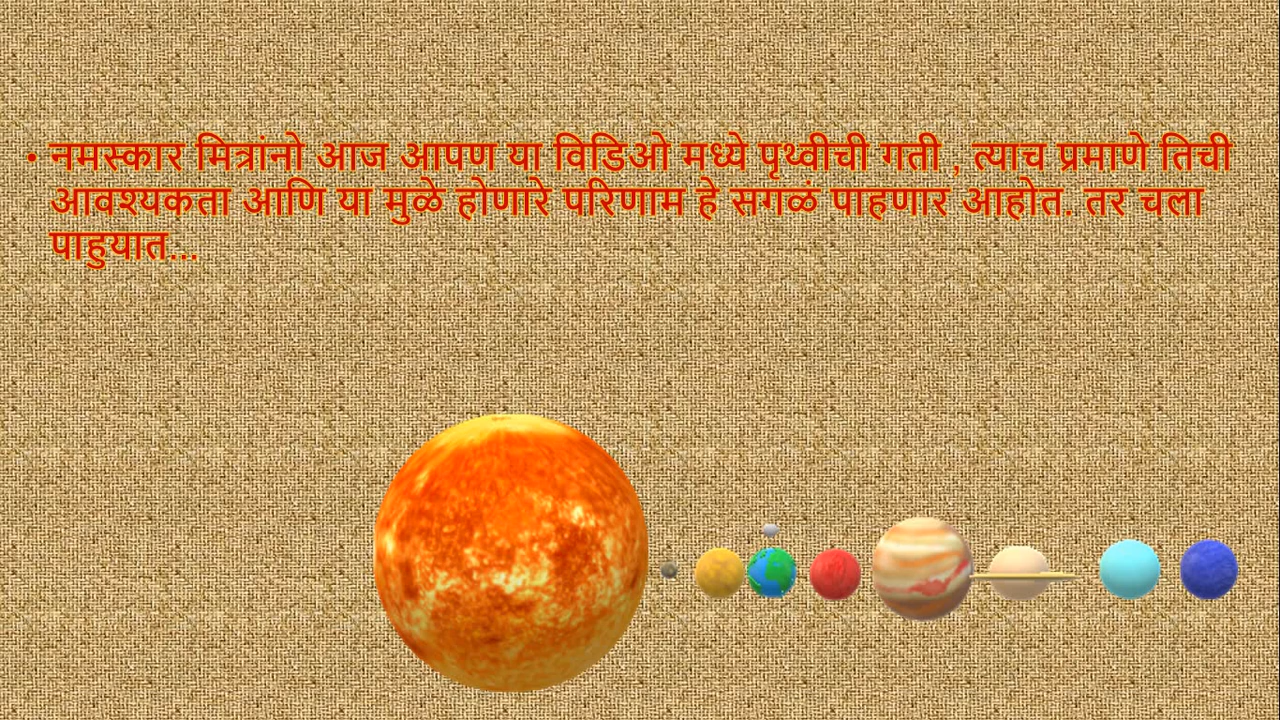 • नमस्कार मित्रांनो आज आपण या विडिओ मध्ये पृथ्वीची गती , त्याच प्रमाणे तिची
आवश्यकता आणि या मुळे होणारे परिणाम हे सगळं पाहणार आहोत. तर चला
पाहुयात...